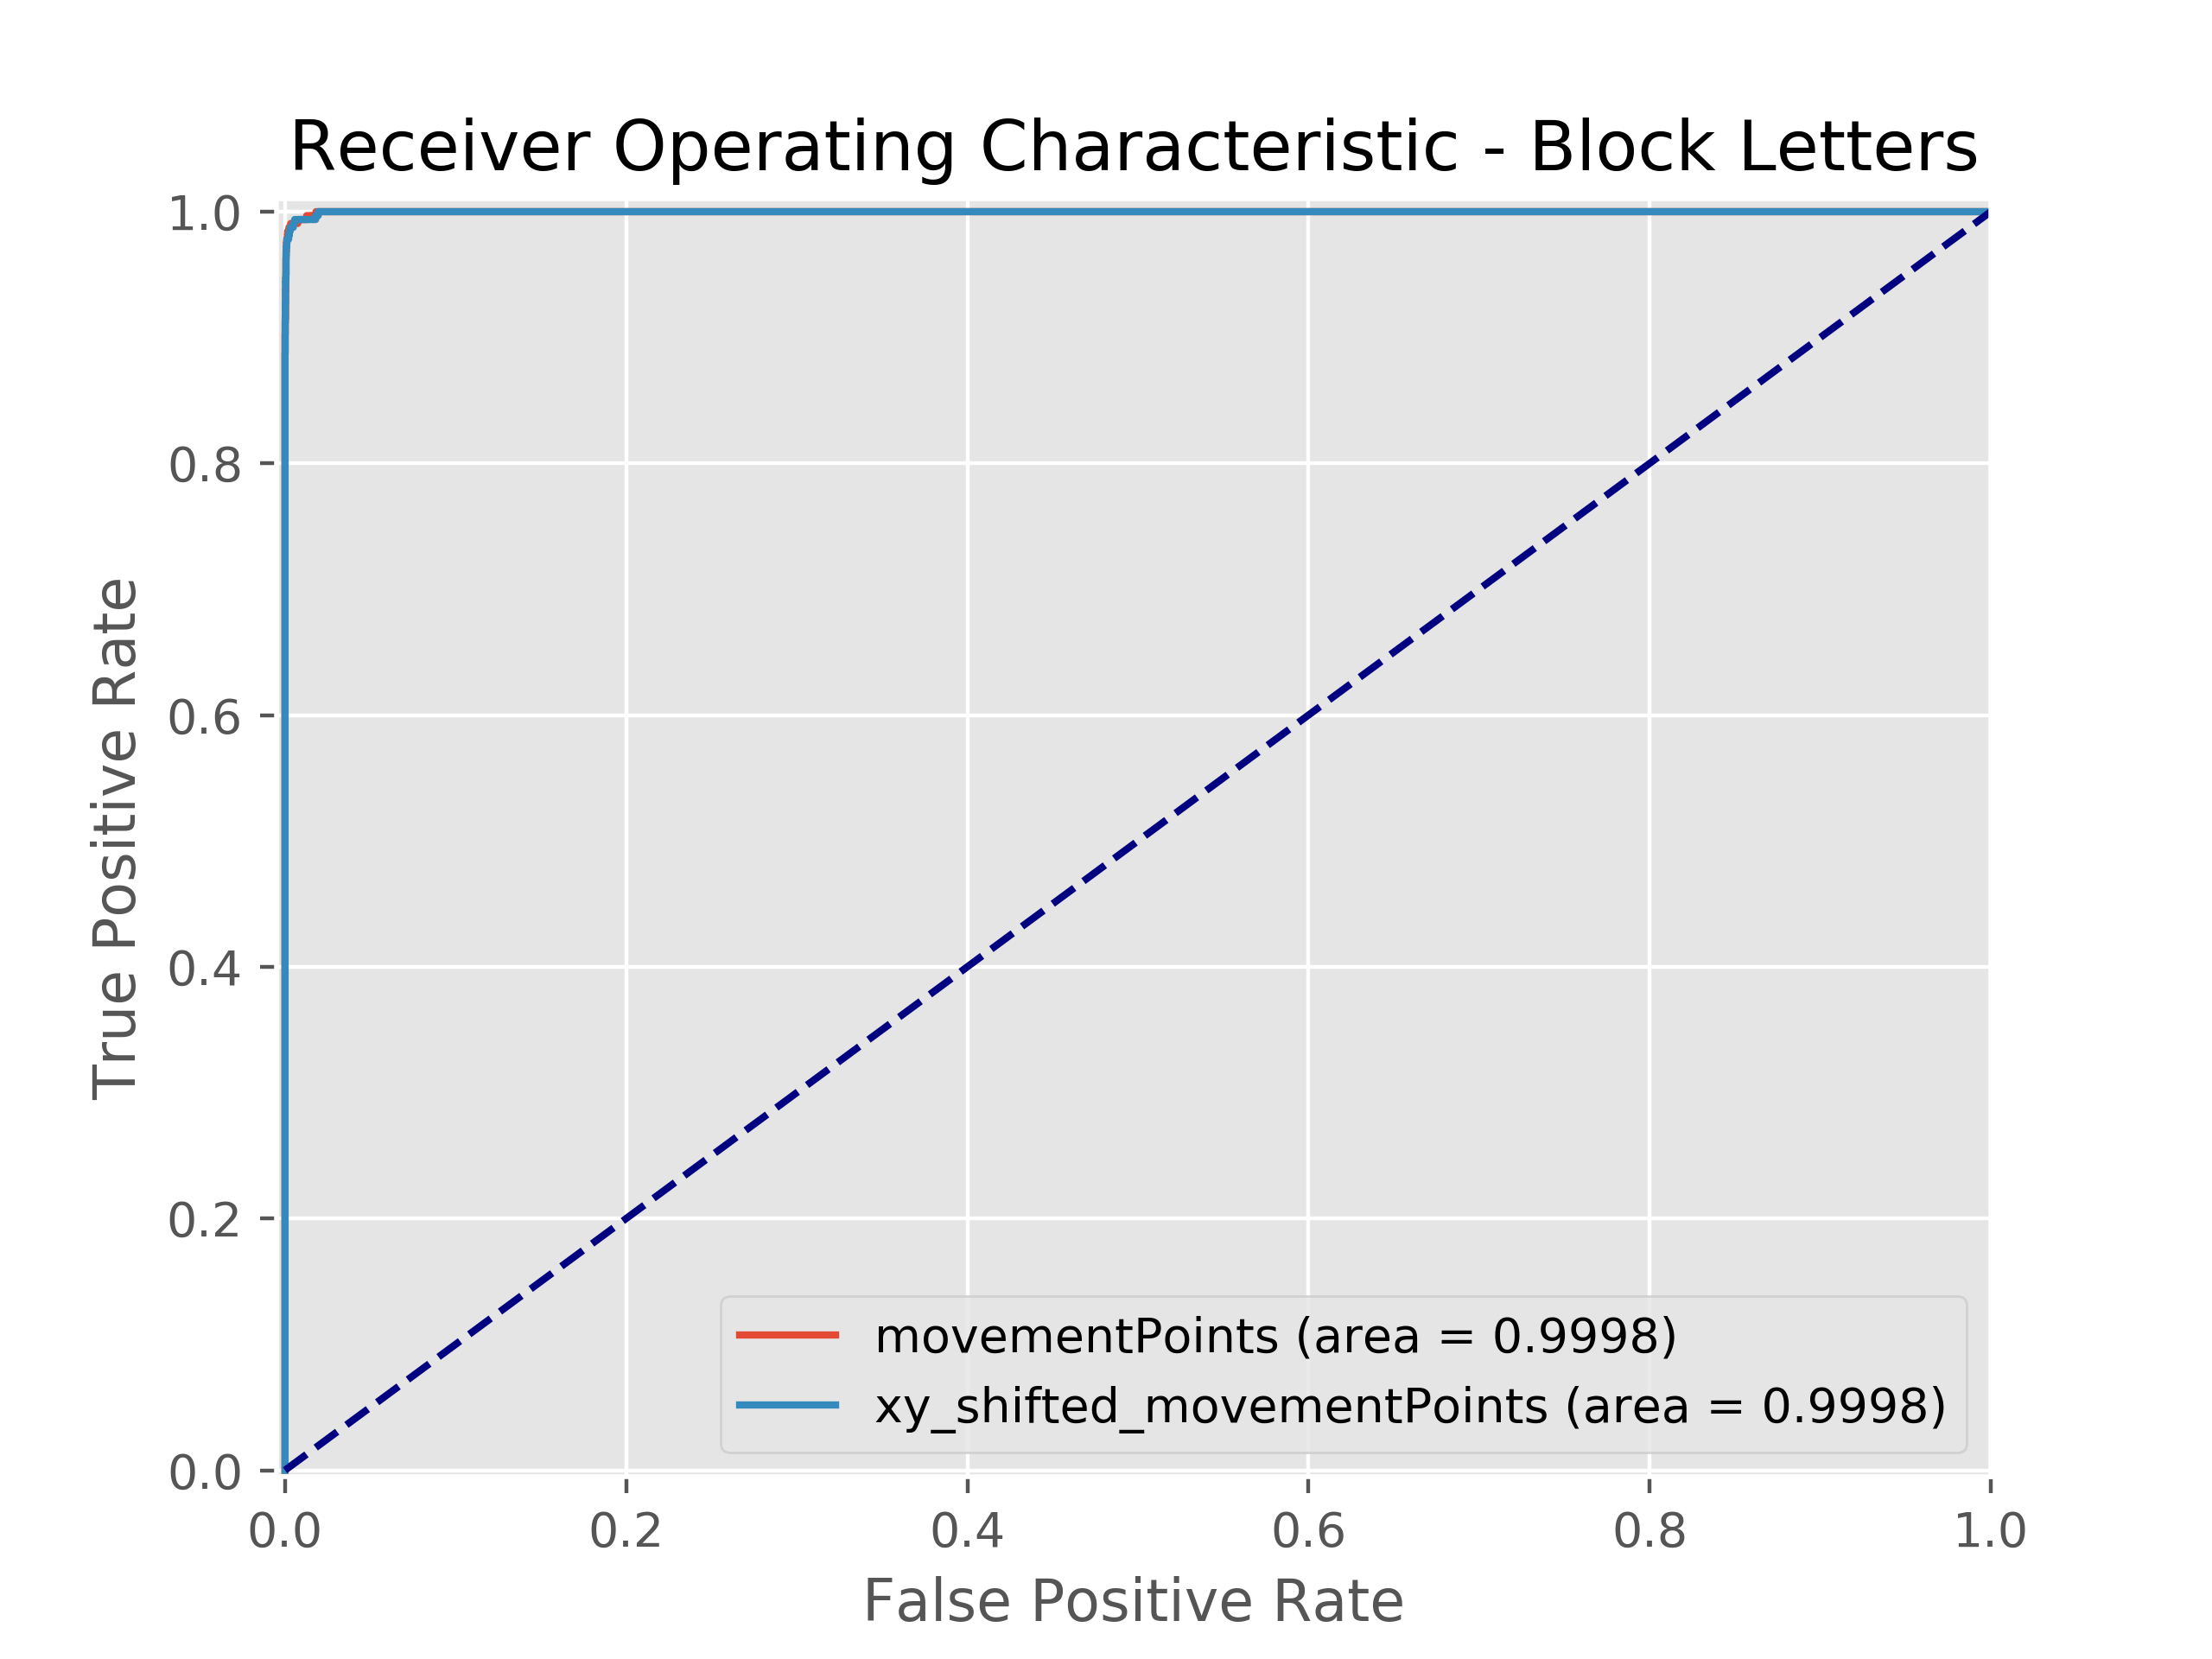 Receiver Operating Characteristic - Block Letters
1.0
0.8
0.6
0.4
0.2
0.0
True Positive Rate
movementPoints (area = 0.9998)
xy_shifted_movementPoints (area = 0.9998)
0.0 0.2 0.4 0.6 0.8 1.0
False Positive Rate